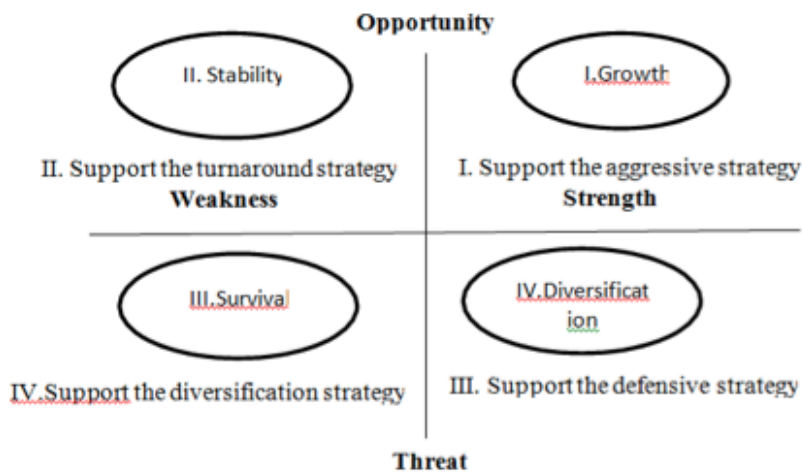 Opportunity
II. Stability
I.Growth
II. Support the turnaround strategy
I. Support the aggressive strategy
Weakness
Strength
III.Surviva
IV.Diversificat
ion
IV.Support the diversification strategy
III. Support the defensive strategy
Threat